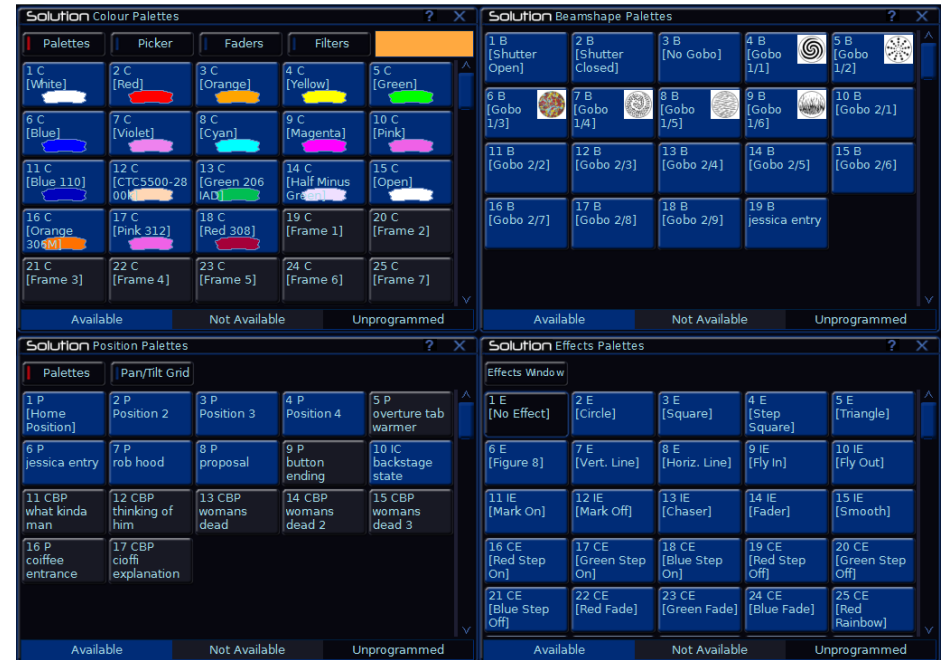 Solution Colour Palettes ? X
Palettes Picker Faders Filters
1 C
[White]
2 C
[Red]
3 C
[Orange]
4 C
[Yellow]
5 C
[Green]
6 C
[Blue]
7 C
[Violet]
8 C
[Cyan]
9 C
[Magenta]
10 C
[Pink]
11 C
[Blue 110]
12 C
[CTC5500-28
13 C
[Green 206
IAD]
14 C
[Half Minus
Green]
15 C
[Open]
16 C
[Orange
306M]
17 C
[Pink 312]
18 C
[Red 308]
19 C
[Frame 1]
20 C
[Frame 2]
21 C
[Frame 3]
22 C
[Frame 4]
23 C
[Frame 5]
24 C
[Frame 6]
25 C
[Frame 7]
Available Not Available Unprogrammed
Solution Beamshape Palettes ? X
1 B
[Shutter
Open]
2 B
[Shutter
Closed]
3 B
[No Gobo]
4 B
[Gobo
1/1]
5 B
[Gobo
1/2]
6 B
[Gobo
1/3]
7 B
[Gobo
1/4]
8 B
[Gobo
1/5]
9 B
[Gobo
1/6]
10 B
[Gobo 2/1]
11 B
[Gobo 2/2]
12 B
[Gobo 2/3]
13 B
[Gobo 2/4]
14 B
[Gobo 2/5]
15 B
[Gobo 2/6]
16 B
[Gobo 2/7]
17 B
[Gobo 2/8]
18 B
[Gobo 2/9]
19 B
jessica entry
Available Not Available Unprogrammed
Solution Position Palettes ? X
Palettes Pan/Tilt Grid
1 P
[Home
Position]
2 P
Position 2
3 P
Position 3
4 P
Position 4
5 P
overture tab
warmer
6 P
jessica entry
7 P
rob hood
8 P
proposal
9 P
button
ending
10 IC
backstage
state
11 CBP
what kinda
man
12 CBP
thinking of
him
13 CBP
womans
dead
14 CBP
womans
dead 2
15 CBP
womans
dead 3
16 P
coiffee
entrance
17 CBP
cioffi
explanation
Available Not Available Unprogrammed
Solution Effects Palettes ? X
Effects Window
1 E
[No Effect]
2 E
[Circle]
3 E
[Square]
4 E
[Step
Square]
5 E
[Triangle]
6 E
[Figure 8]
7 E
[Vert. Line]
8 E
[Horiz. Line]
9 IE
[Fly In]
10 IE
[Fly Out]
11 IE
[Mark On]
12 IE
[Mark Off]
13 IE
[Chaser]
14 IE
[Fader]
15 IE
[Smooth]
16 CE
[Red Step
On]
17 CE
[Green Step
On]
18 CE
[Blue Step
On]
19 CE
[Red Step
Off]
20 CE
[Green Step
Off]
21 CE
[Blue Step
Off]
22 CE
[Red Fade]
23 CE
[Green Fade]
24 CE
[Blue Fade]
25 CE
[Red
Rainbow]
Available Not Available Unprogrammed